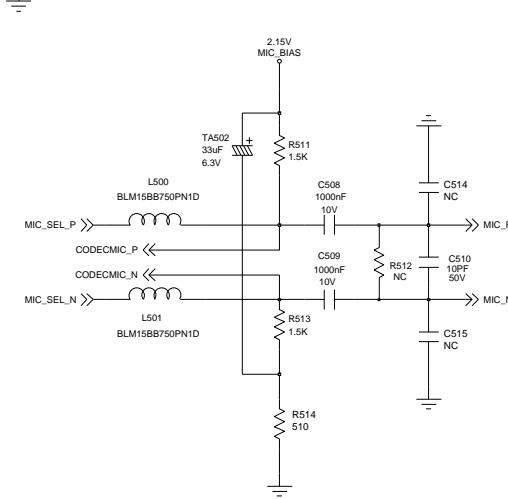 2.15V
MIC_BIAS
TA502
33uF
6.3V
+
R511
1.5K
L500
BLM15BB750PN1D
C508
1000nF
10V
C514
NC
MIC_SEL_P
CODECMIC_P
CODECMIC_N
MIC_SEL_N
C509
1000nF
10V
R512
NC
C510
10PF
50V
L501
BLM15BB750PN1D
R513
1.5K
C515
NC
R514
510